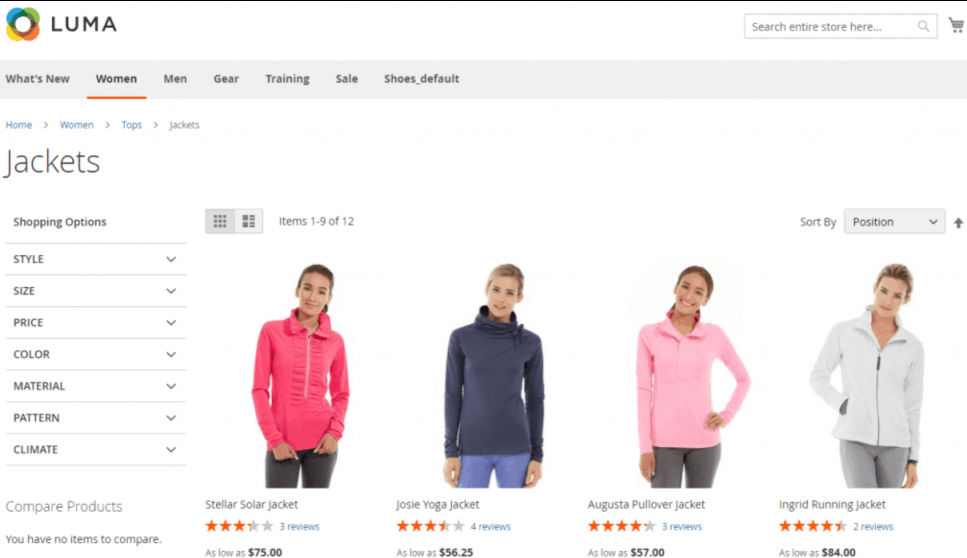 LUMA
Search entire store here...
What's New Women Men Gear Training Sale Shoes_default
Home > Women > Tops > Jackets
Jackets
Shopping Options
Items 1-9 of 12
Sort By Position
STYLE
SIZE
PRICE
COLOR
MATERIAL
PATTERN
CLIMATE
Stellar Solar Jacket
3 reviews
As low as $75.00
Josie Yoga Jacket
4 reviews
As low as $56.25
Augusta Pullover Jacket
3 reviews
As low as $57.00
Ingrid Running Jacket
2 reviews
As low as $84.00
Compare Products
You have no items to compare.